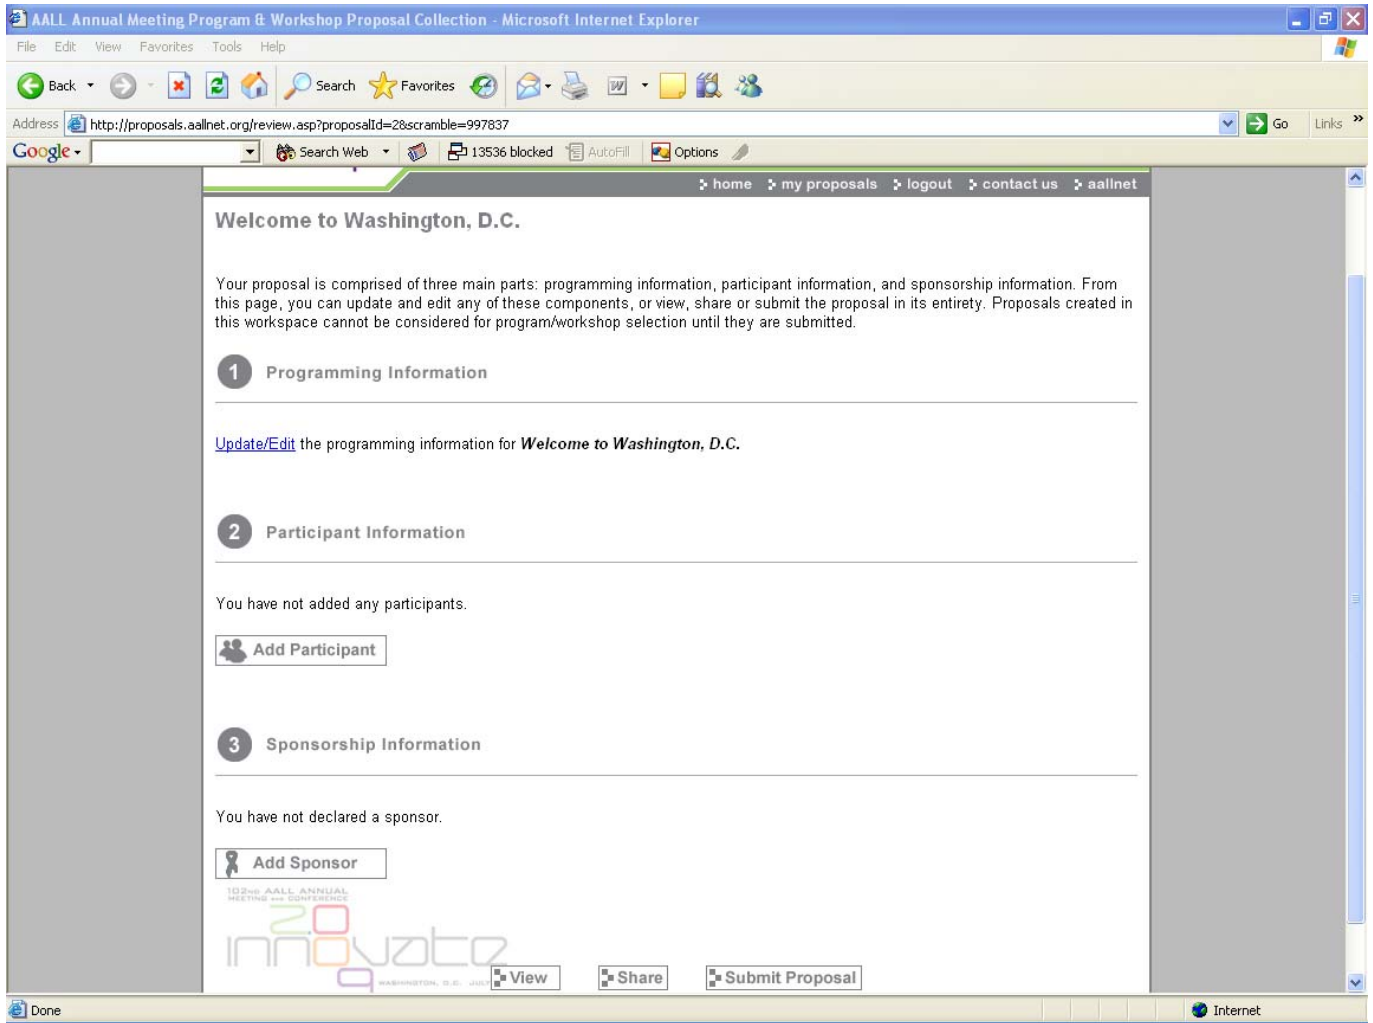 AALL Annual Meeting Program & Workshop Proposal Collection - Microsoft Internet Explorer
File Edit View Favorites Tools Help
Back Search Favorites
Address http://proposals.aallnet.org/review.asp?proposalId=2&scramble=997837 Go Links »
Google Search Web 13536 blocked AutoFill Options
home my proposals logout contact us aallnet
Welcome to Washington, D.C.
Your proposal is comprised of three main parts: programming information, participant information, and sponsorship information. From
this page, you can update and edit any of these components, or view, share or submit the proposal in its entirety. Proposals created in
this workspace cannot be considered for program/workshop selection until they are submitted.
1 Programming Information
Update/Edit the programming information for Welcome to Washington, D.C.
2 Participant Information
You have not added any participants.
Add Participant
3 Sponsorship Information
You have not declared a sponsor.
Add Sponsor
102ND AALL ANNUAL
MEETING AND CONFERENCE
2.0
innovate
WASHINGTON, D.C. JULY
View Share Submit Proposal
Done Internet